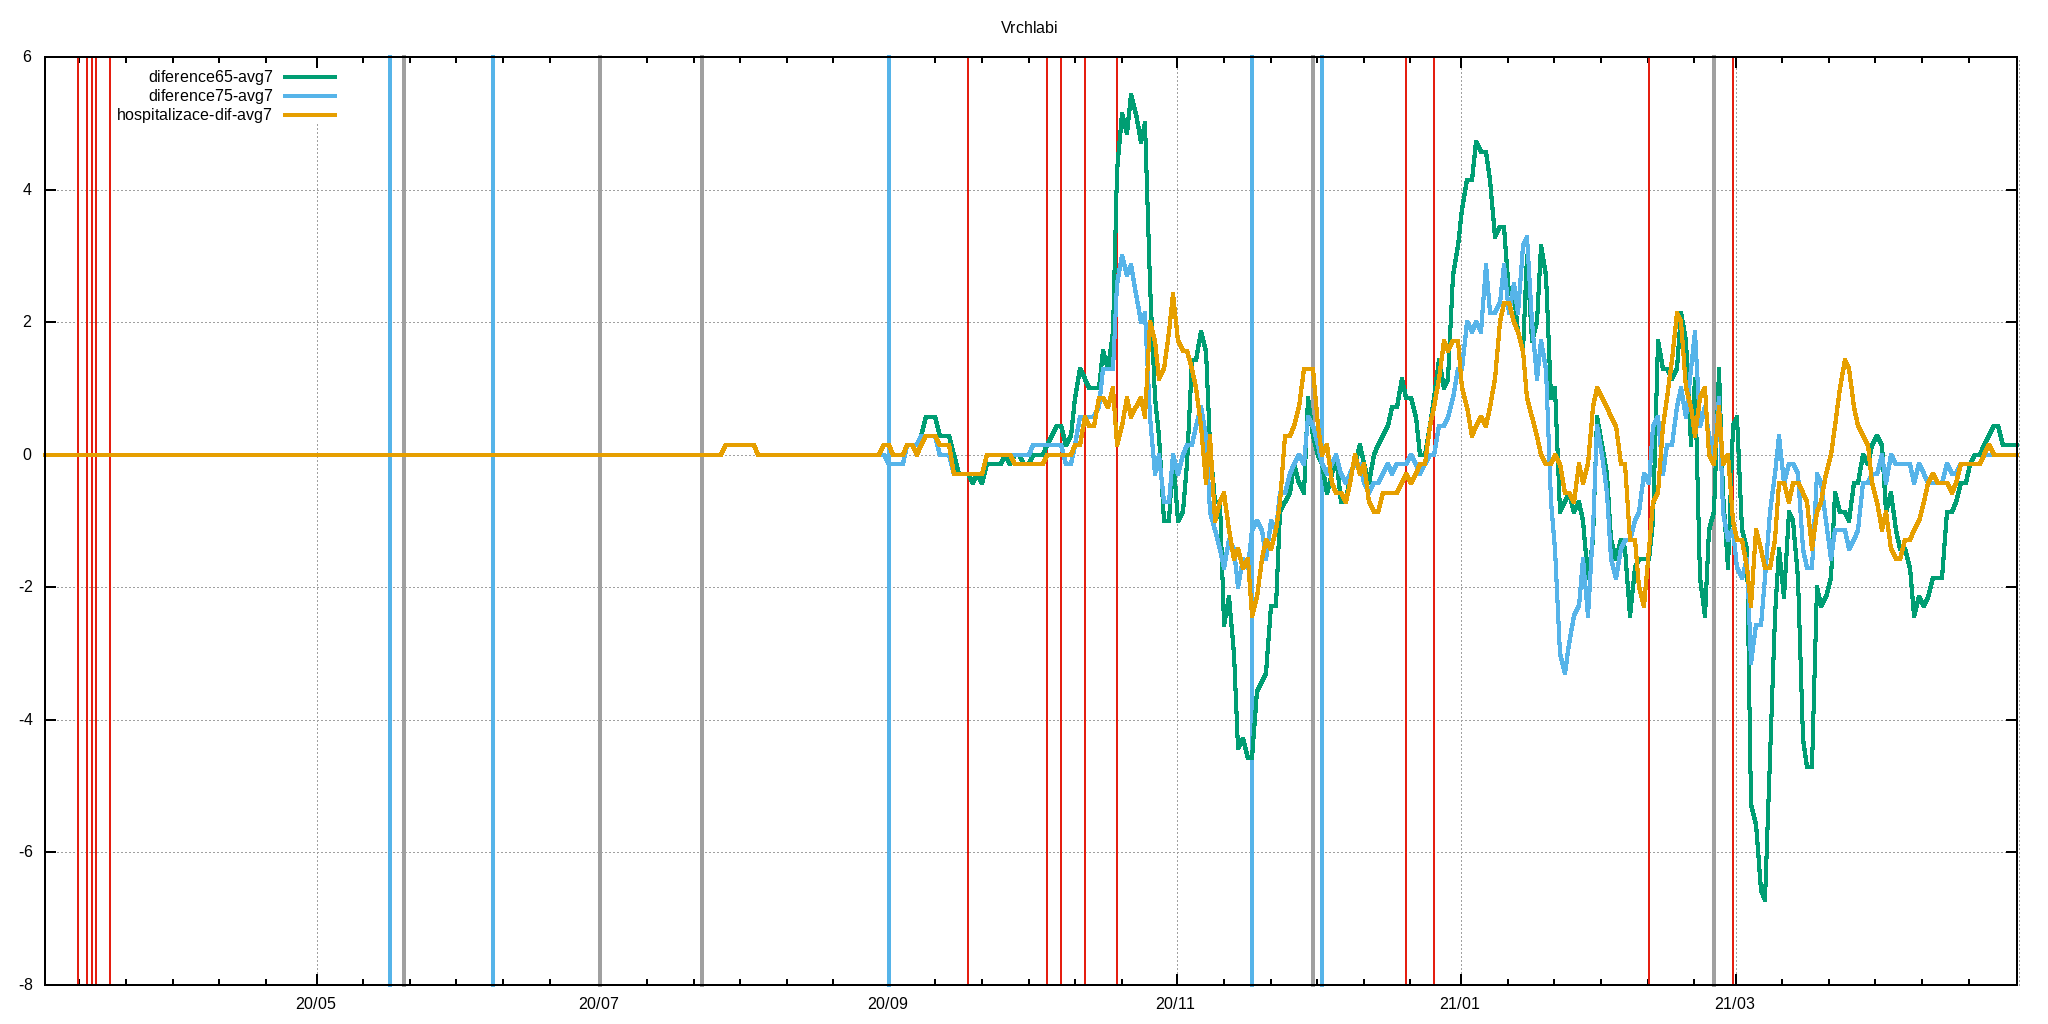 Vrchlabi
6
diference65-avg7
diference75-avg7
hospitalizace-dif-avg7
4
2
0
-2
-4
-6
-8
20/05 20/07 20/09 20/11 21/01 21/03